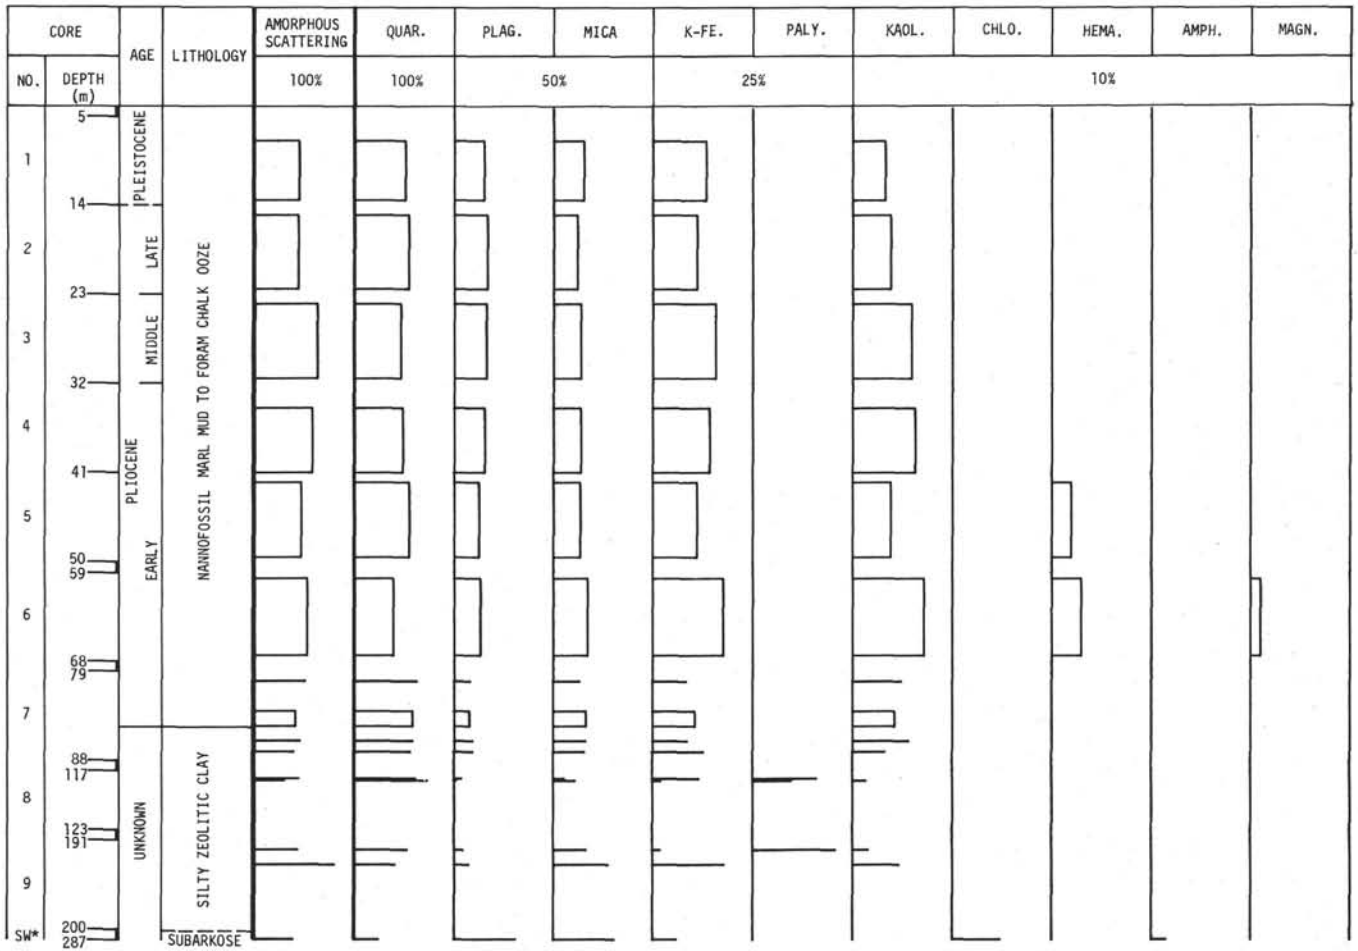 CORE
AGE
LITHOLOGY
AMORPHOUS
SCATTERING
QUAR.
PLAG.
MICA
K-FE.
PALY.
KAOL.
CHLO.
HEMA.
AMPH.
MAGN.
NO.
DEPTH
(m)
100%
100%
50%
25%
10%
5
1
PLEISTOCENE
14
2
LATE
23
3
MIDDLE
32
4
41
PLIOCENE
5
EARLY
NANNOFOSSIL MARL MUD TO FORAM CHALK OOZE
50
59
6
68
79
7
88
117
8
UNKNOWN
SILTY ZEOLITIC CLAY
123
191
9
200
SW*
287
SUBARKOSE